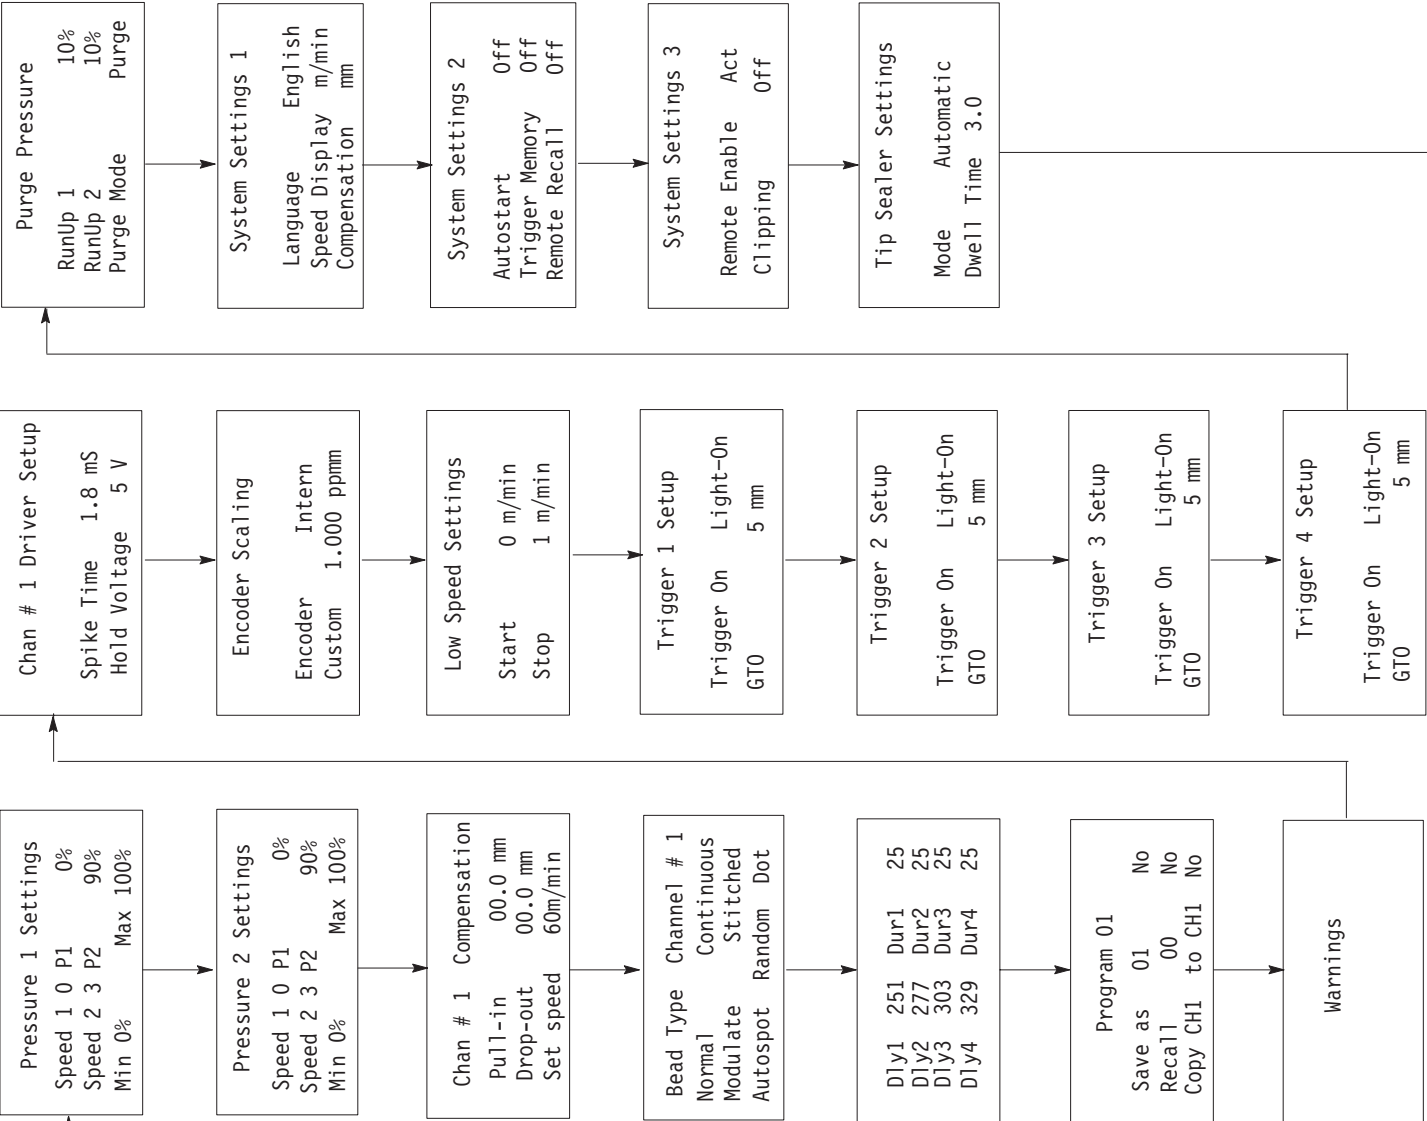 Pressure 1 Settings
Speed 1 0 P1 0%
Speed 2 3 P2 90%
Min 0% Max 100%
Pressure 2 Settings
Speed 1 0 P1 0%
Speed 2 3 P2 90%
Min 0% Max 100%
Chan # 1 Compensation
Pull-in 00.0 mm
Drop-out 00.0 mm
Set speed 60m/min
Bead Type Channel # 1
Normal Continuous
Modulate Stitched
Autospot Random Dot
Dly1 251 Dur1 25
Dly2 277 Dur2 25
Dly3 303 Dur3 25
Dly4 329 Dur4 25
Program 01
Save as 01 No
Recall 00 No
Copy CH1 to CH1 No
Warnings
Chan # 1 Driver Setup
Spike Time 1.8 mS
Hold Voltage 5 V
Encoder Scaling
Encoder Intern
Custom 1.000 ppmm
Low Speed Settings
Start 0 m/min
Stop 1 m/min
Trigger 1 Setup
Trigger On Light-On
GTO 5 mm
Trigger 2 Setup
Trigger On Light-On
GTO 5 mm
Trigger 3 Setup
Trigger On Light-On
GTO 5 mm
Trigger 4 Setup
Trigger On Light-On
GTO 5 mm
Purge Pressure
RunUp 1 10%
RunUp 2 10%
Purge Mode Purge
System Settings 1
Language English
Speed Display m/min
Compensation mm
System Settings 2
Autostart Off
Trigger Memory Off
Remote Recall Off
System Settings 3
Remote Enable Act
Clipping Off
Tip Sealer Settings
Mode Automatic
Dwell Time 3.0